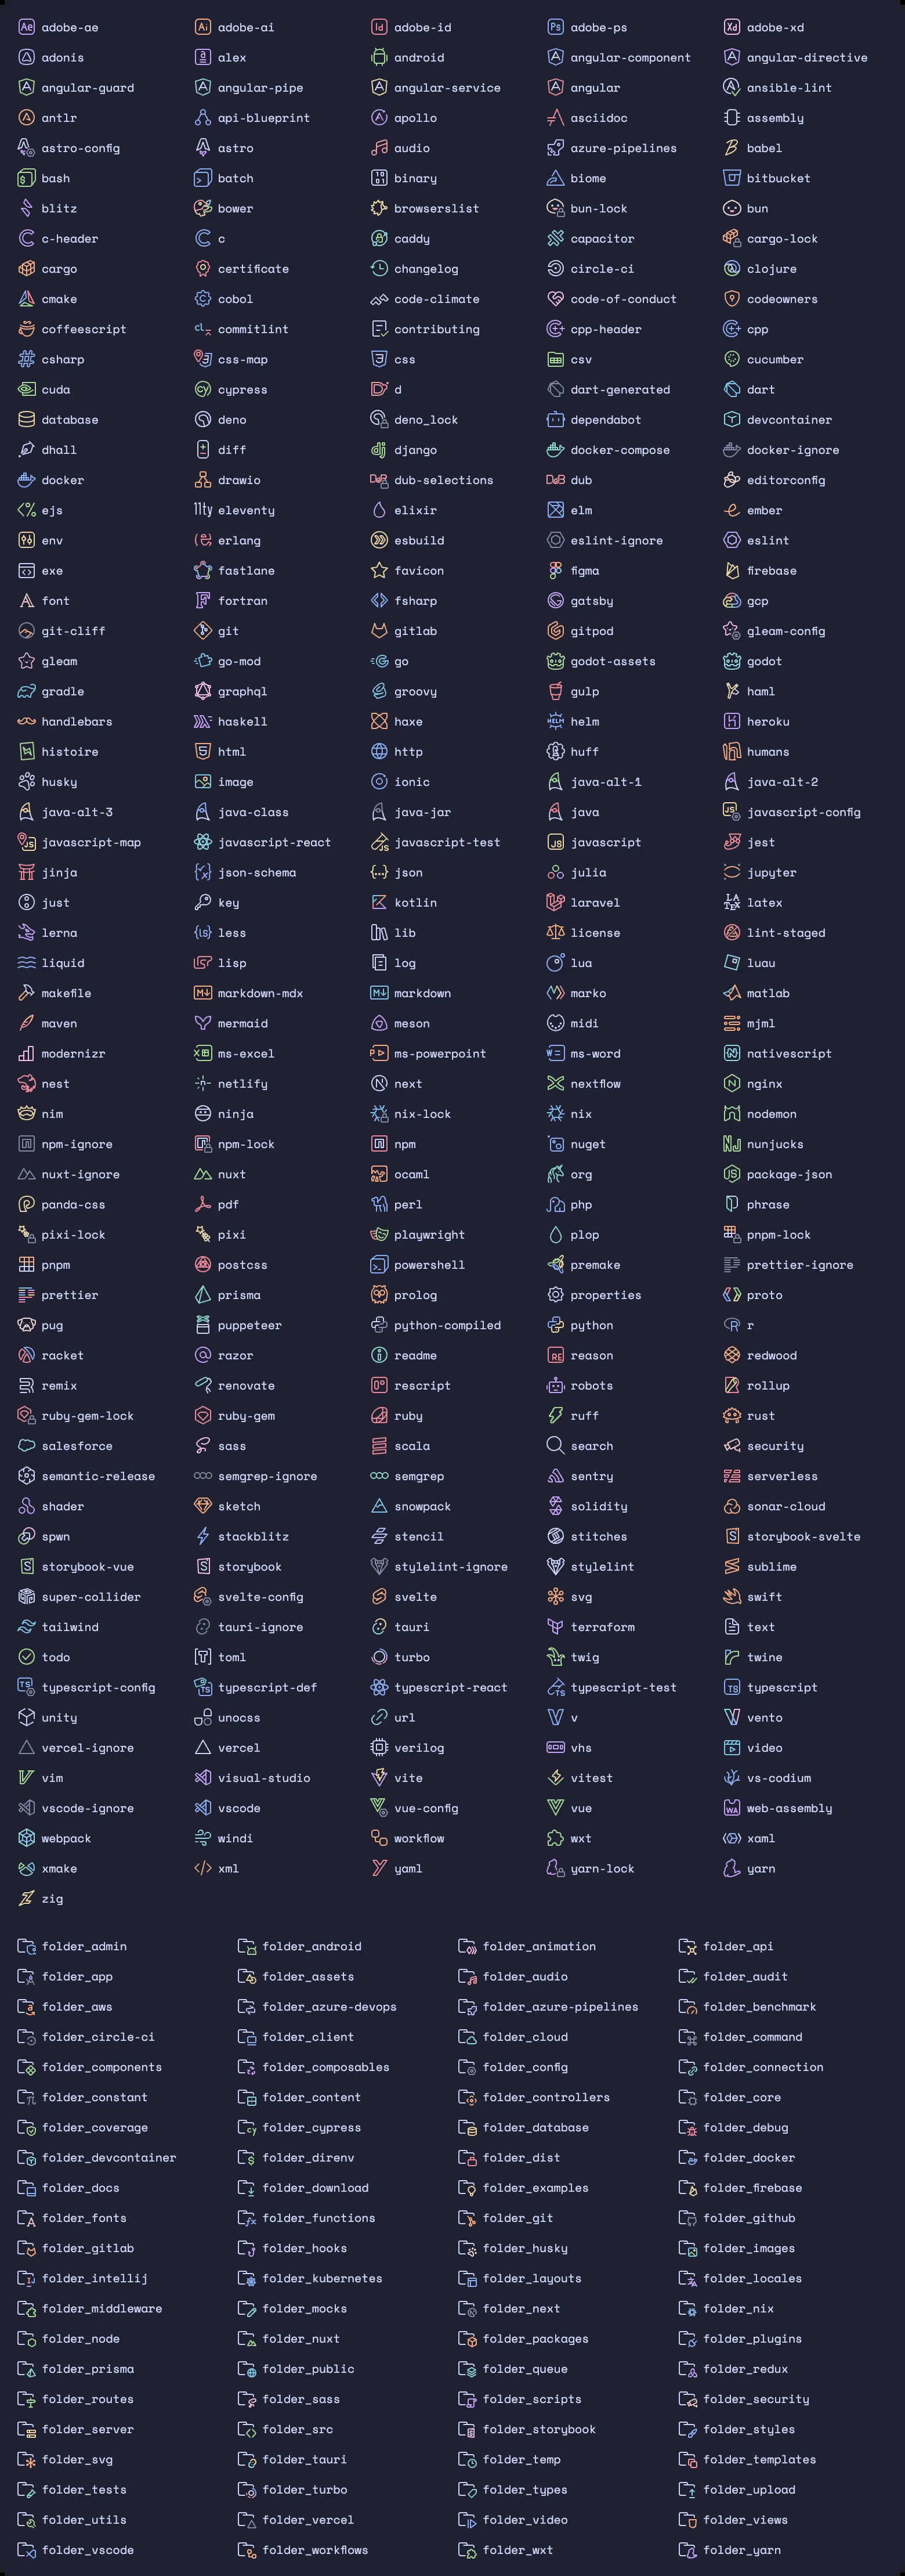 adobe-ae adobe-ai adobe-id adobe-ps adobe-xd
adonis alex android angular-component angular-directive
angular-guard angular-pipe angular-service angular ansible-lint
antlr api-blueprint apollo asciidoc assembly
astro-config astro audio azure-pipelines babel
bash batch binary biome bitbucket
blitz bower browserslist bun-lock bun
c-header c caddy capacitor cargo-lock
cargo certificate changelog circle-ci clojure
cmake cobol code-climate code-of-conduct codeowners
coffeescript commitlint contributing cpp-header cpp
csharp css-map css csv cucumber
cuda cypress d dart-generated dart
database deno deno_lock dependabot devcontainer
dhall diff django docker-compose docker-ignore
docker drawio dub-selections dub editorconfig
ejs eleventy elixir elm ember
env erlang esbuild eslint-ignore eslint
exe fastlane favicon figma firebase
font fortran fsharp gatsby gcp
git-cliff git gitlab gitpod gleam-config
gleam go-mod go godot-assets godot
gradle graphql groovy gulp haml
handlebars haskell haxe helm heroku
histoire html http huff humans
husky image ionic java-alt-1 java-alt-2
java-alt-3 java-class java-jar java javascript-config
javascript-map javascript-react javascript-test javascript jest
jinja json-schema json julia jupyter
just key kotlin laravel latex
lerna less lib license lint-staged
liquid lisp log lua luau
makefile markdown-mdx markdown marko matlab
maven mermaid meson midi mjml
modernizr ms-excel ms-powerpoint ms-word nativescript
nest netlify next nextflow nginx
nim ninja nix-lock nix nodemon
npm-ignore npm-lock npm nuget nunjucks
nuxt-ignore nuxt ocaml org package-json
panda-css pdf perl php phrase
pixi-lock pixi playwright plop pnpm-lock
pnpm postcss powershell premake prettier-ignore
prettier prisma prolog properties proto
pug puppeteer python-compiled python r
racket razor readme reason redwood
remix renovate rescript robots rollup
ruby-gem-lock ruby-gem ruby ruff rust
salesforce sass scala search security
semantic-release semgrep-ignore semgrep sentry serverless
shader sketch snowpack solidity sonar-cloud
spwn stackblitz stencil stitches storybook-svelte
storybook-vue storybook stylelint-ignore stylelint sublime
super-collider svelte-config svelte svg swift
tailwind tauri-ignore tauri terraform text
todo toml turbo twig twine
typescript-config typescript-def typescript-react typescript-test typescript
unity unocss url v vento
vercel-ignore vercel verilog vhs video
vim visual-studio vite vitest vs-codium
vscode-ignore vscode vue-config vue web-assembly
webpack windi workflow wxt xaml
xmake xml yaml yarn-lock yarn
zig
folder_admin folder_android folder_animation folder_api
folder_app folder_assets folder_audio folder_audit
folder_aws folder_azure-devops folder_azure-pipelines folder_benchmark
folder_circle-ci folder_client folder_cloud folder_command
folder_components folder_composables folder_config folder_connection
folder_constant folder_content folder_controllers folder_core
folder_coverage folder_cypress folder_database folder_debug
folder_devcontainer folder_direnv folder_dist folder_docker
folder_docs folder_download folder_examples folder_firebase
folder_fonts folder_functions folder_git folder_github
folder_gitlab folder_hooks folder_husky folder_images
folder_intellij folder_kubernetes folder_layouts folder_locales
folder_middleware folder_mocks folder_next folder_nix
folder_node folder_nuxt folder_packages folder_plugins
folder_prisma folder_public folder_queue folder_redux
folder_routes folder_sass folder_scripts folder_security
folder_server folder_src folder_storybook folder_styles
folder_svg folder_tauri folder_temp folder_templates
folder_tests folder_turbo folder_types folder_upload
folder_utils folder_vercel folder_video folder_views
folder_vscode folder_workflows folder_wxt folder_yarn